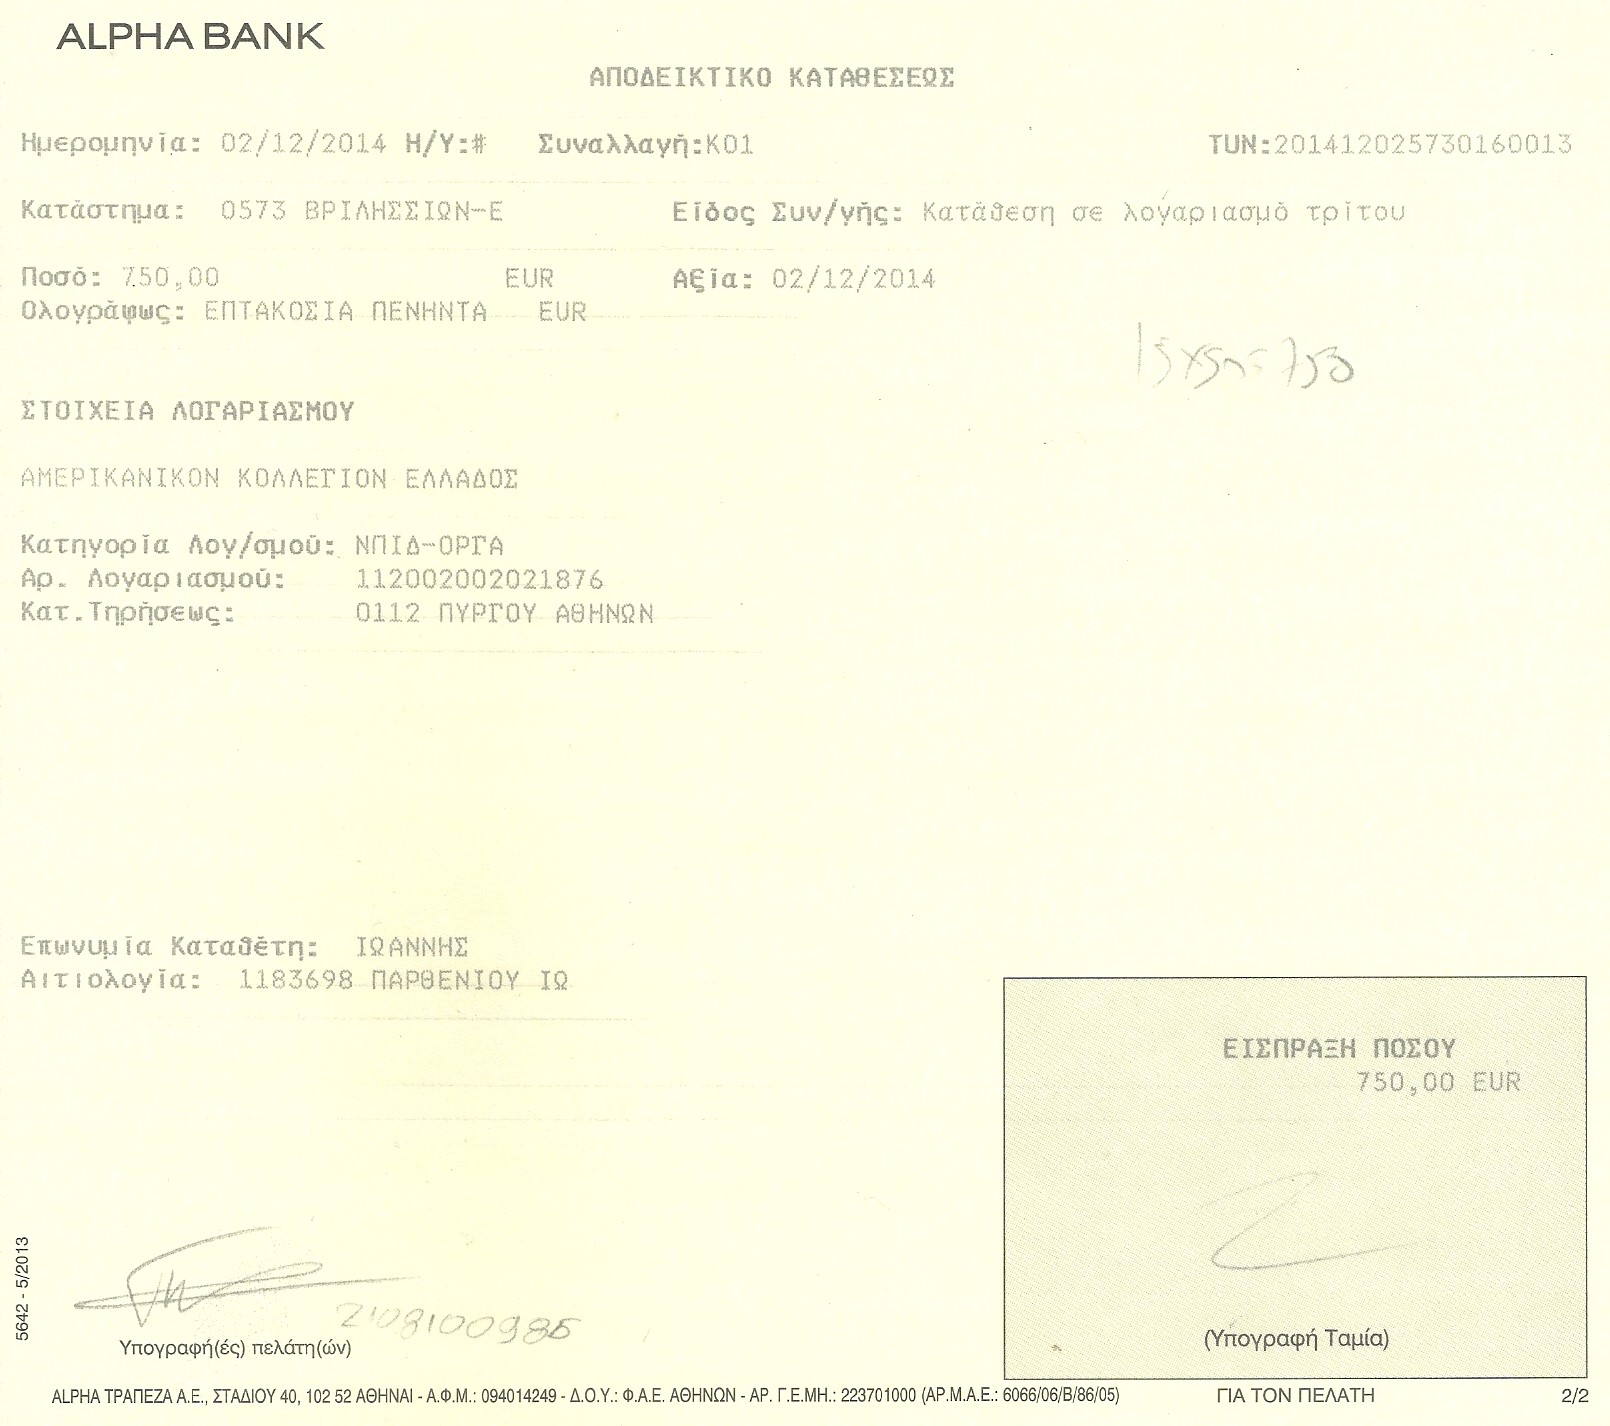 ALPHA BANK
ΑΠΟΔΕΙΚΤΙΚΟ ΚΑΤΑΘΕΣΕΩΣ
Ημερομηνία: 02/12/2014 Η/Υ:# Συναλλαγή:Κ01 TUN:201412025730160013
Κατάστημα: 0573 ΒΡΙΛΗΣΣΙΩΝ-Ε Είδος Συν/γής: Κατάθεση σε λογαριασμό τρίτου
Ποσό: 750,00 EUR Αξία: 02/12/2014
Ολογράφως: ΕΠΤΑΚΟΣΙΑ ΠΕΝΗΝΤΑ EUR
15X50=750
ΣΤΟΙΧΕΙΑ ΛΟΓΑΡΙΑΣΜΟΥ
ΑΜΕΡΙΚΑΝΙΚΟΝ ΚΟΛΛΕΓΙΟΝ ΕΛΛΑΔΟΣ
Κατηγορία Λογ/σμού: ΝΠΙΔ-ΟΡΓΑ
Αρ. Λογαριασμού: 112002002021876
Κατ.Τηρήσεως: 0112 ΠΥΡΓΟΥ ΑΘΗΝΩΝ
Επωνυμία Καταθέτη: ΙΩΑΝΝΗΣ
Αιτιολογία: 1183698 ΠΑΡΘΕΝΙΟΥ ΙΩ
ΕΙΣΠΡΑΞΗ ΠΟΣΟΥ
750,00 EUR
2108100985
Υπογραφή(ές) πελάτη(ών)
(Υπογραφή Ταμία)
5642 - 5/2013
ALPHA ΤΡΑΠΕΖΑ Α.Ε., ΣΤΑΔΙΟΥ 40, 102 52 ΑΘΗΝΑΙ - Α.Φ.Μ.: 094014249 - Δ.Ο.Υ.: Φ.Α.Ε. ΑΘΗΝΩΝ - ΑΡ. Γ.Ε.ΜΗ.: 223701000 (ΑΡ.Μ.Α.Ε.: 6066/06/Β/86/05) ΓΙΑ ΤΟΝ ΠΕΛΑΤΗ 2/2